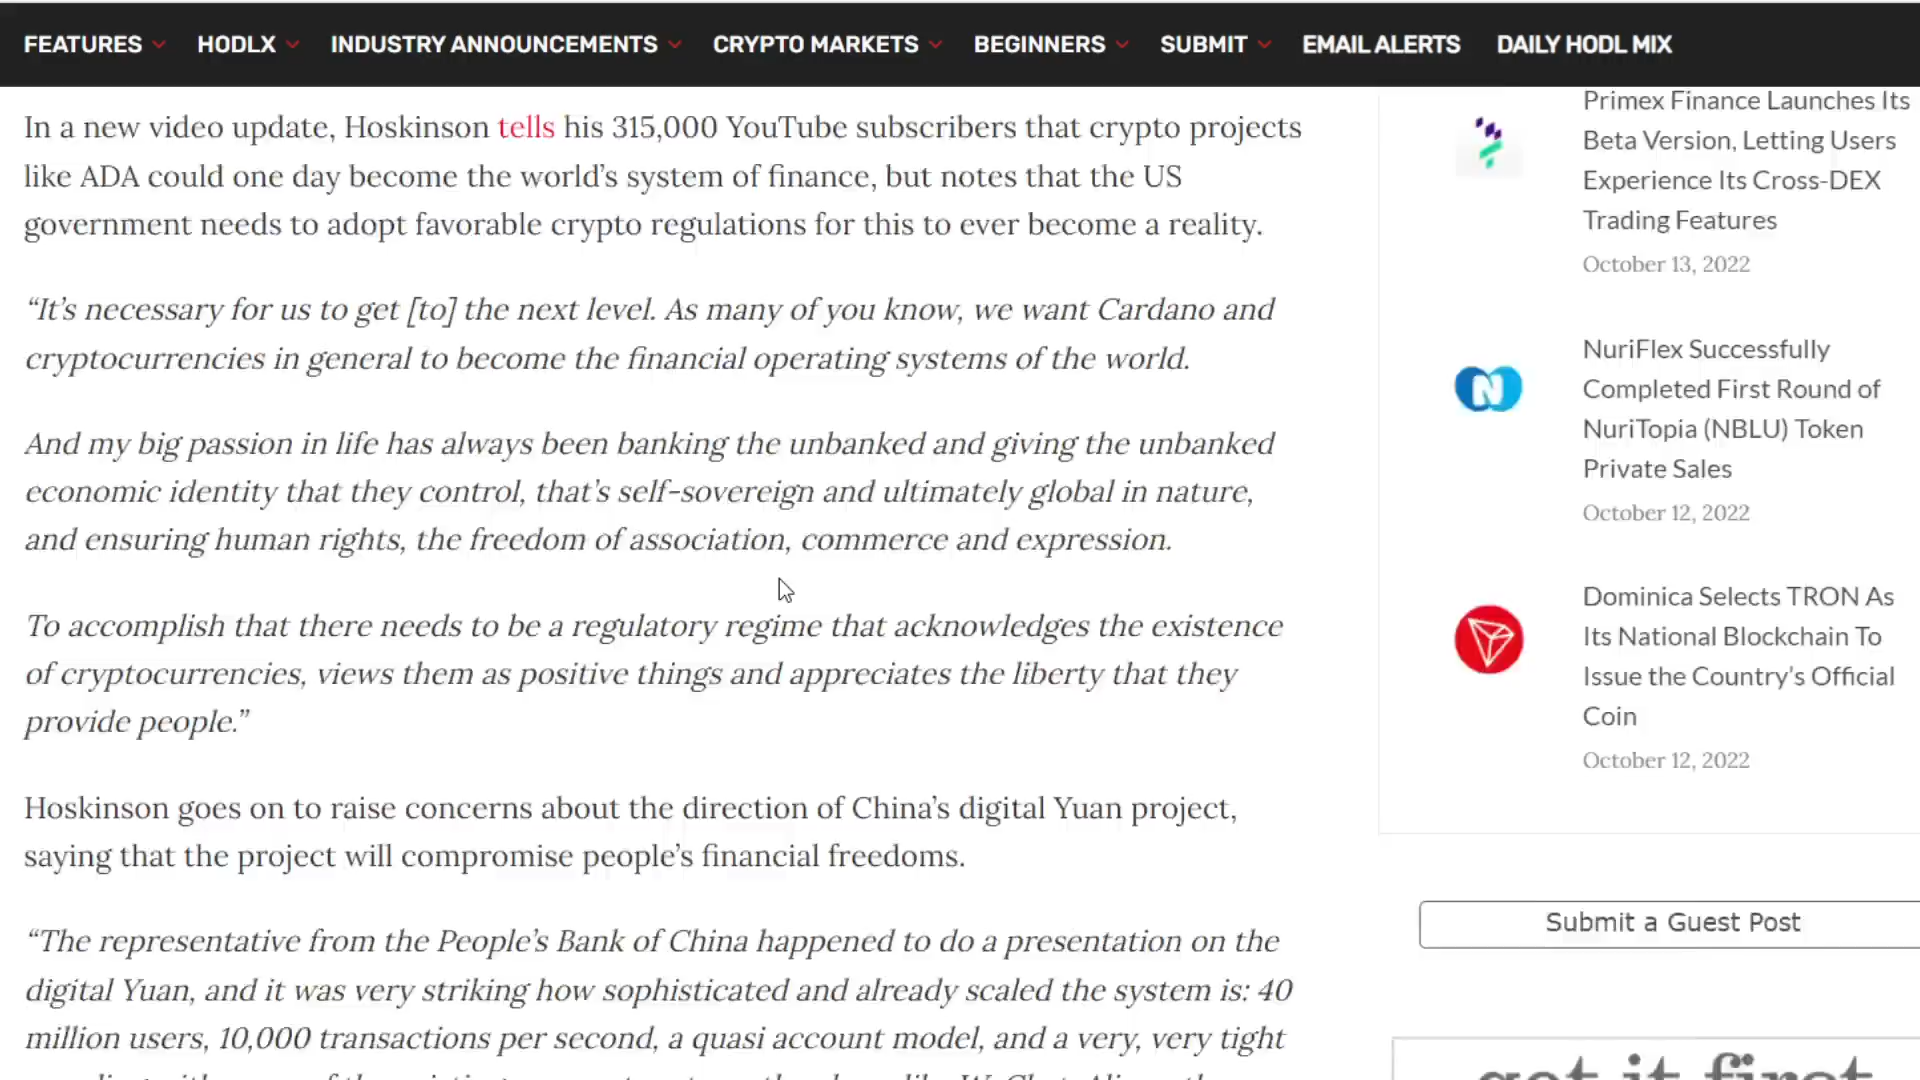 FEATURES HODLX INDUSTRY ANNOUNCEMENTS CRYPTO MARKETS BEGINNERS SUBMIT EMAIL ALERTS DAILY HODL MIX
In a new video update, Hoskinson tells his 315,000 YouTube subscribers that crypto projects
like ADA could one day become the world’s system of finance, but notes that the US
government needs to adopt favorable crypto regulations for this to ever become a reality.
“It’s necessary for us to get [to] the next level. As many of you know, we want Cardano and
cryptocurrencies in general to become the financial operating systems of the world.
And my big passion in life has always been banking the unbanked and giving the unbanked
economic identity that they control, that’s self-sovereign and ultimately global in nature,
and ensuring human rights, the freedom of association, commerce and expression.
To accomplish that there needs to be a regulatory regime that acknowledges the existence
of cryptocurrencies, views them as positive things and appreciates the liberty that they
provide people.”
Hoskinson goes on to raise concerns about the direction of China’s digital Yuan project,
saying that the project will compromise people’s financial freedoms.
“The representative from the People’s Bank of China happened to do a presentation on the
digital Yuan, and it was very striking how sophisticated and already scaled the system is: 40
million users, 10,000 transactions per second, a quasi account model, and a very, very tight
Primex Finance Launches Its
Beta Version, Letting Users
Experience Its Cross-DEX
Trading Features
October 13, 2022
N
NuriFlex Successfully
Completed First Round of
NuriTopia (NBLU) Token
Private Sales
October 12, 2022
Dominica Selects TRON As
Its National Blockchain To
Issue the Country’s Official
Coin
October 12, 2022
Submit a Guest Post
get it first